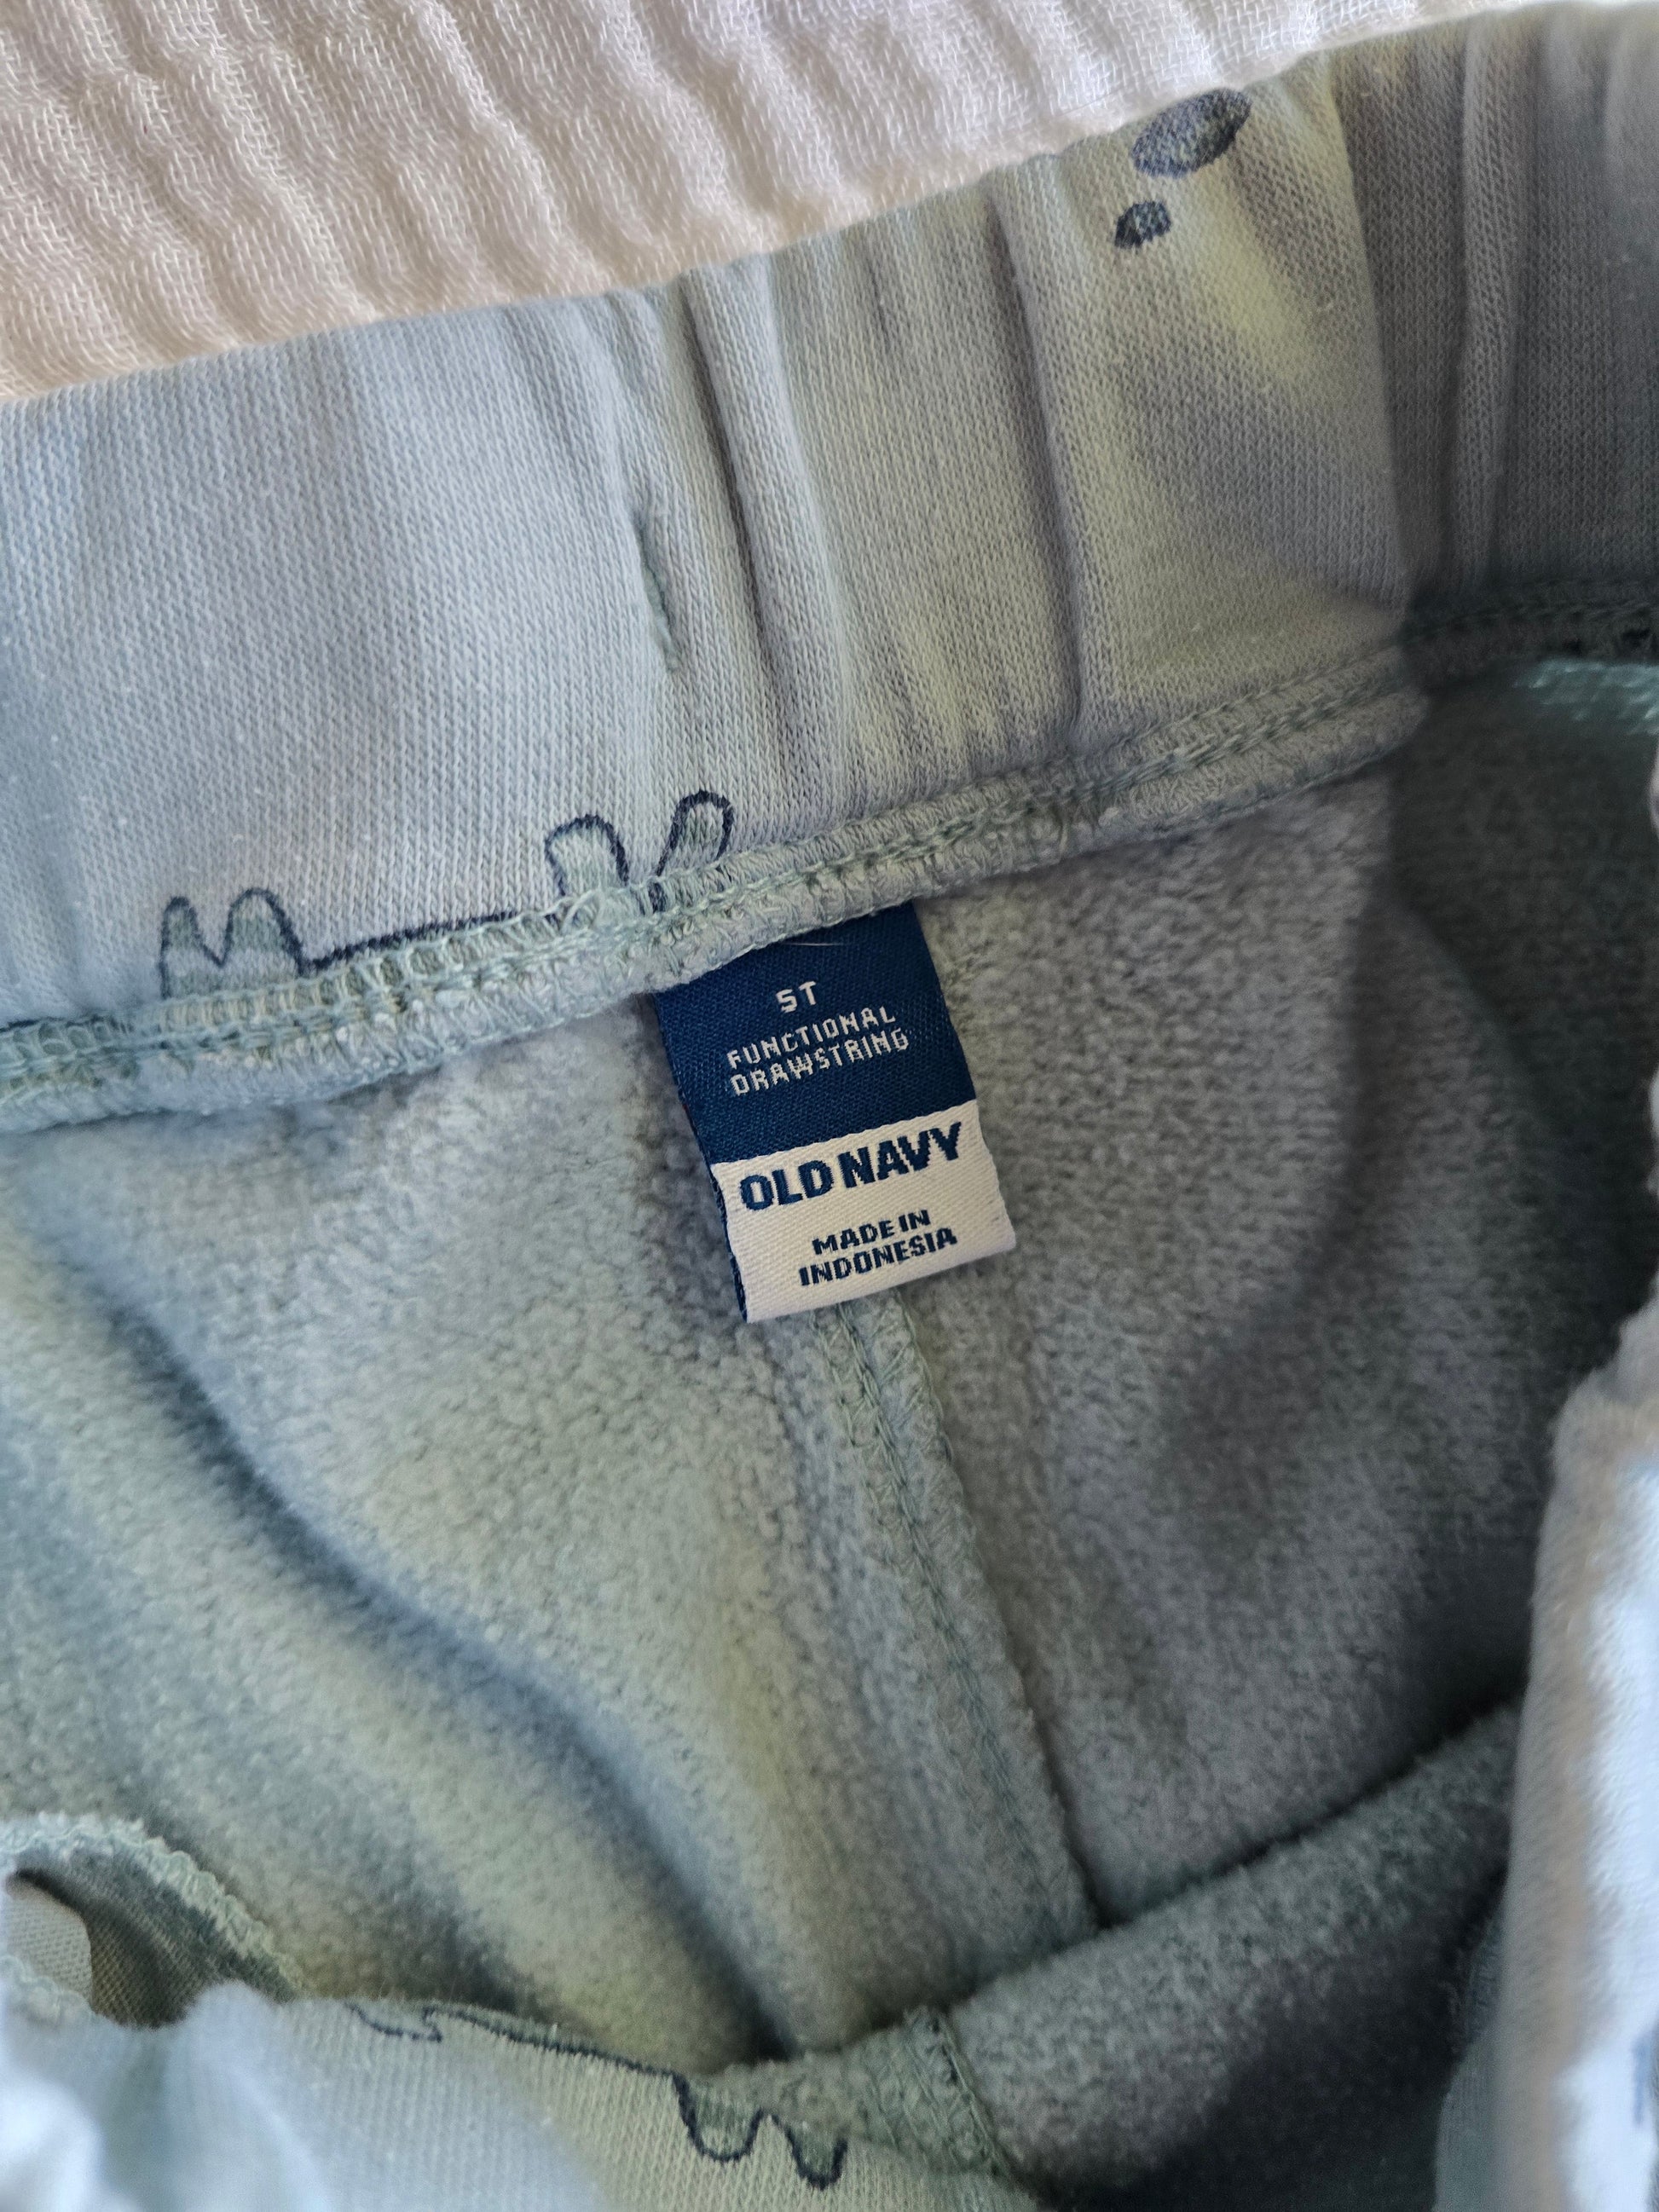 5T
FUNCTIONAL
DRAWSTRING
OLD NAVY
MADE IN
INDONESIA